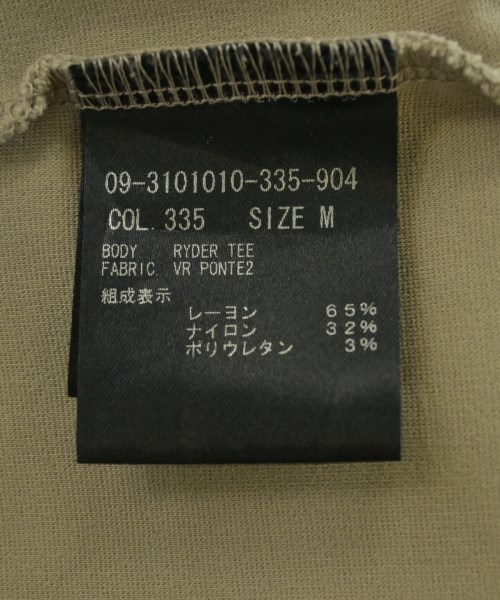 09-3101010-335-904
COL. 335 SIZE M
BODY RYDER TEE
FABRIC VR PONTE2
組成表示
レーヨン 65%
ナイロン 32%
ポリウレタン 3%